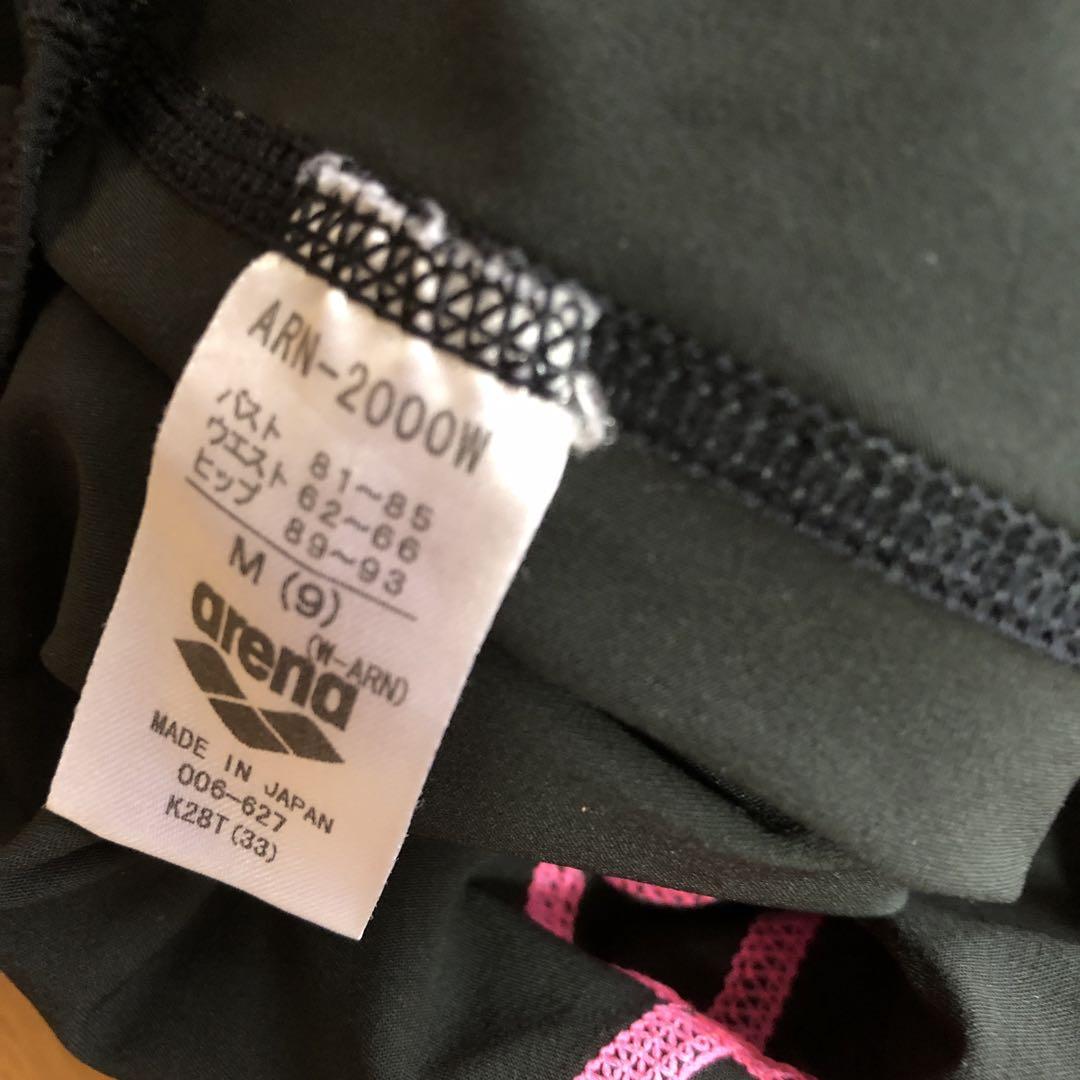 ARN-2000W
バスト 81~85
ウエスト 62~66
ヒップ 89~93
M (9)
(W-ARN)
arena
MADE IN JAPAN
006-627
K28T(33)